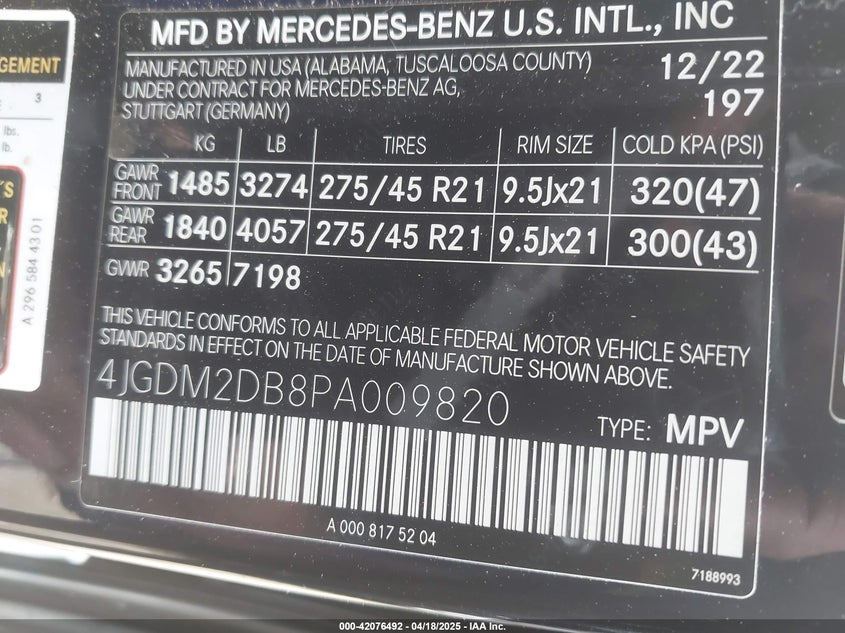 GEMENT
3
lbs.
lb.
'S
ER
N
A 296 584 43 01
MFD BY MERCEDES-BENZ U.S. INTL., INC
MANUFACTURED IN USA (ALABAMA, TUSCALOOSA COUNTY) 12/22
UNDER CONTRACT FOR MERCEDES-BENZ AG,
STUTTGART (GERMANY) 197
KG LB TIRES RIM SIZE COLD KPA (PSI)
GAWR FRONT 1485 3274 275/45 R21 9.5Jx21 320(47)
GAWR REAR 1840 4057 275/45 R21 9.5Jx21 300(43)
GVWR 3265 7198
THIS VEHICLE CONFORMS TO ALL APPLICABLE FEDERAL MOTOR VEHICLE SAFETY
STANDARDS IN EFFECT ON THE DATE OF MANUFACTURE SHOWN ABOVE.
4JGDM2DB8PA009820
TYPE: MPV
A 000 817 52 04
7188993
000-42076492 - 04/18/2025 - IAA Inc.